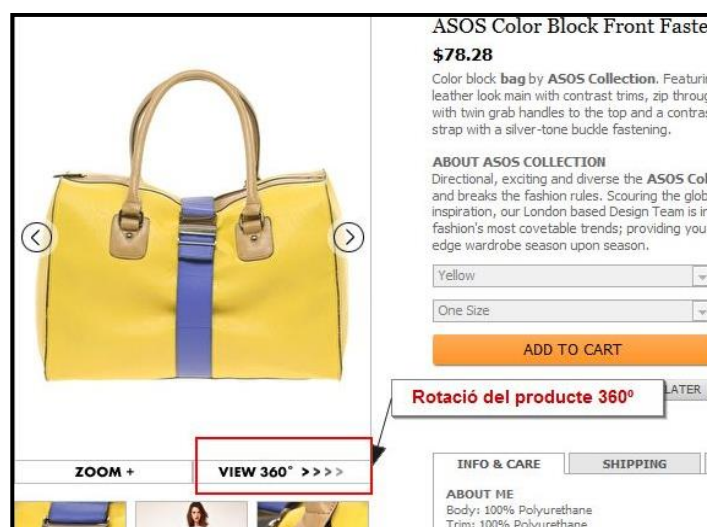 ASOS Color Block Front Faste
$78.28
Color block bag by ASOS Collection. Featurin
leather look main with contrast trims, zip throug
with twin grab handles to the top and a contras
strap with a silver-tone buckle fastening.
ABOUT ASOS COLLECTION
Directional, exciting and diverse the ASOS Col
and breaks the fashion rules. Scouring the glob
inspiration, our London based Design Team is in
fashion's most covetable trends; providing you
edge wardrobe season upon season.
Yellow
One Size
ADD TO CART
LATER
Rotació del producte 360º
ZOOM +
VIEW 360° >>>>
INFO & CARE
SHIPPING
ABOUT ME
Body: 100% Polyurethane
Trim: 100% Polyurethane